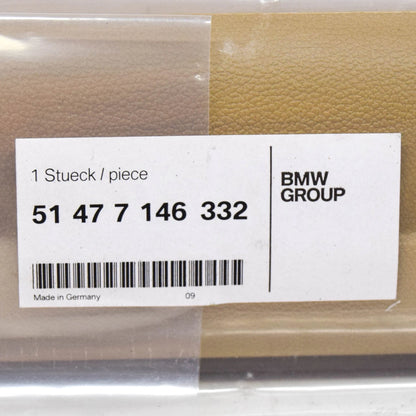 1 Stueck / piece
51 47 7 146 332
BMW
GROUP
Made in Germany
09